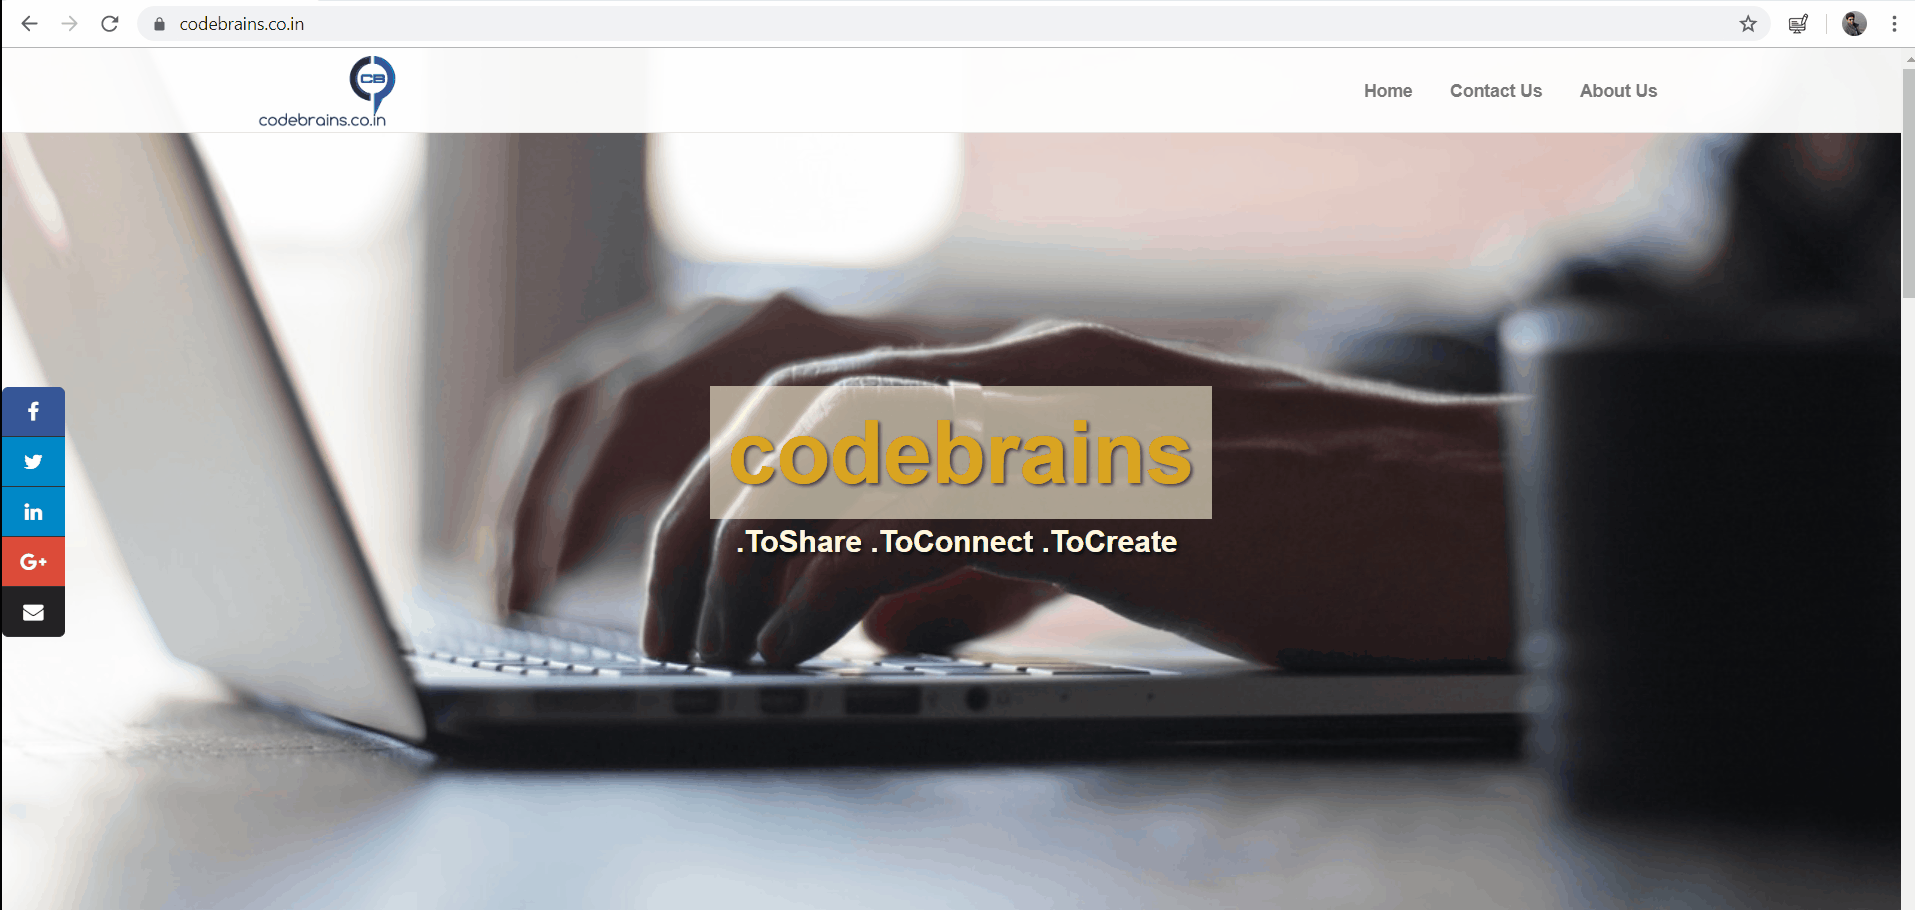 codebrains.co.in
CB
codebrains.co.in
Home Contact Us About Us
codebrains
.ToShare .ToConnect .ToCreate
f
in
G+